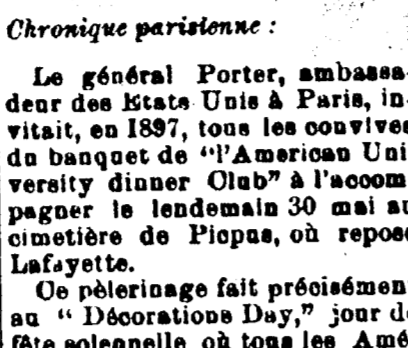 Chronique parisienne :
Le général Porter, ambassa-
deur des Etats Unis à Paris, in-
vitait, en 1897, tous les convives
du banquet de "l'American Uni-
versity dinner Club" à l'accom-
pagner le lendemain 30 mai au
cimetière de Picpus, où repose
Lafayette.
Ce pèlerinage fait précisément
au " Décorations Day," jour de
fête solennelle où tous les Amé-